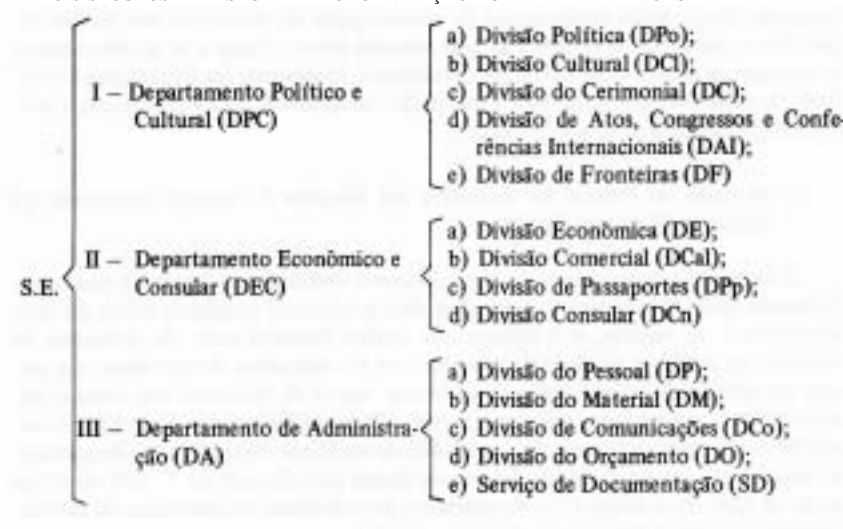 I – Departamento Político e
Cultural (DPC)
a) Divisão Política (DPo);
b) Divisão Cultural (DCl);
c) Divisão do Cerimonial (DC);
d) Divisão de Atos, Congressos e Confe-
rências Internacionais (DAI);
e) Divisão de Fronteiras (DF)
S.E.
II – Departamento Econômico e
Consular (DEC)
a) Divisão Econômica (DE);
b) Divisão Comercial (DCal);
c) Divisão de Passaportes (DPp);
d) Divisão Consular (DCn)
III – Departamento de Administra-
ção (DA)
a) Divisão do Pessoal (DP);
b) Divisão do Material (DM);
c) Divisão de Comunicações (DCo);
d) Divisão do Orçamento (DO);
e) Serviço de Documentação (SD)